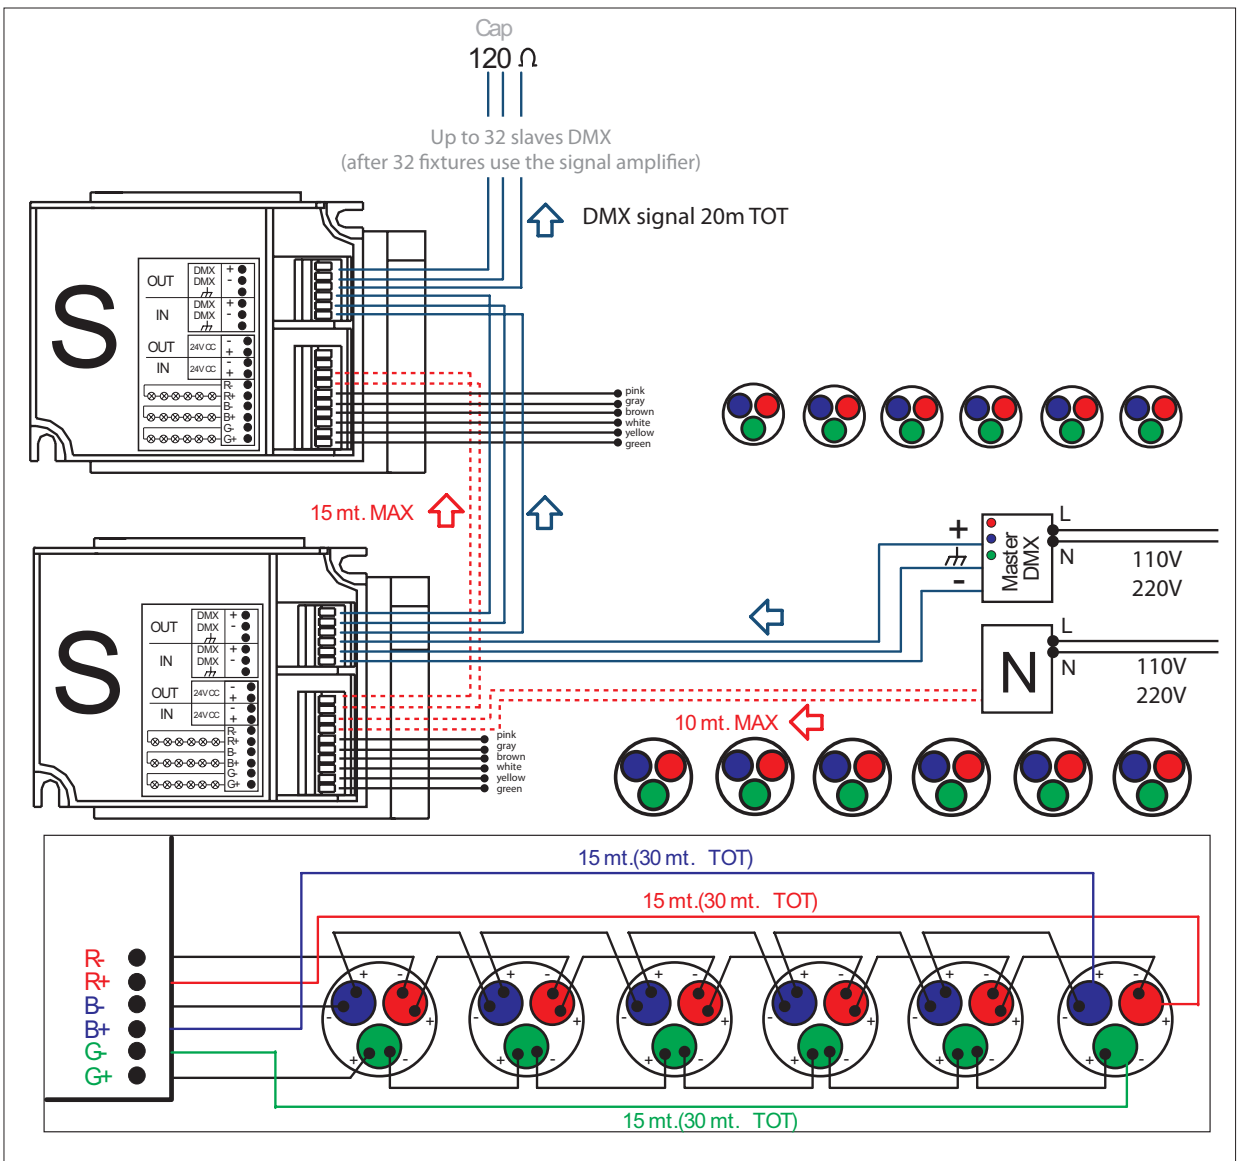 Cap
120 Ω
Up to 32 slaves DMX
(after 32 fixtures use the signal amplifier)
DMX signal 20m TOT
S
OUT DMX +
DMX -
IN DMX +
DMX -
OUT 24V CC -
+
IN 24V CC -
+
R-
R+
B-
B+
G-
G+
pink
gray
brown
white
yellow
green
15 mt. MAX
+
-
Master
DMX
L
N
110V
220V
S
OUT DMX +
DMX -
IN DMX +
DMX -
OUT 24V CC -
+
IN 24V CC -
+
R-
R+
B-
B+
G-
G+
pink
gray
brown
white
yellow
green
N
L
N
110V
220V
10 mt. MAX
15 mt.(30 mt. TOT)
15 mt.(30 mt. TOT)
R-
R+
B-
B+
G-
G+
+ - + - + - + - + - + -
- + - + - + - + - + - +
+ - + - + - + - + - + -
15 mt.(30 mt. TOT)